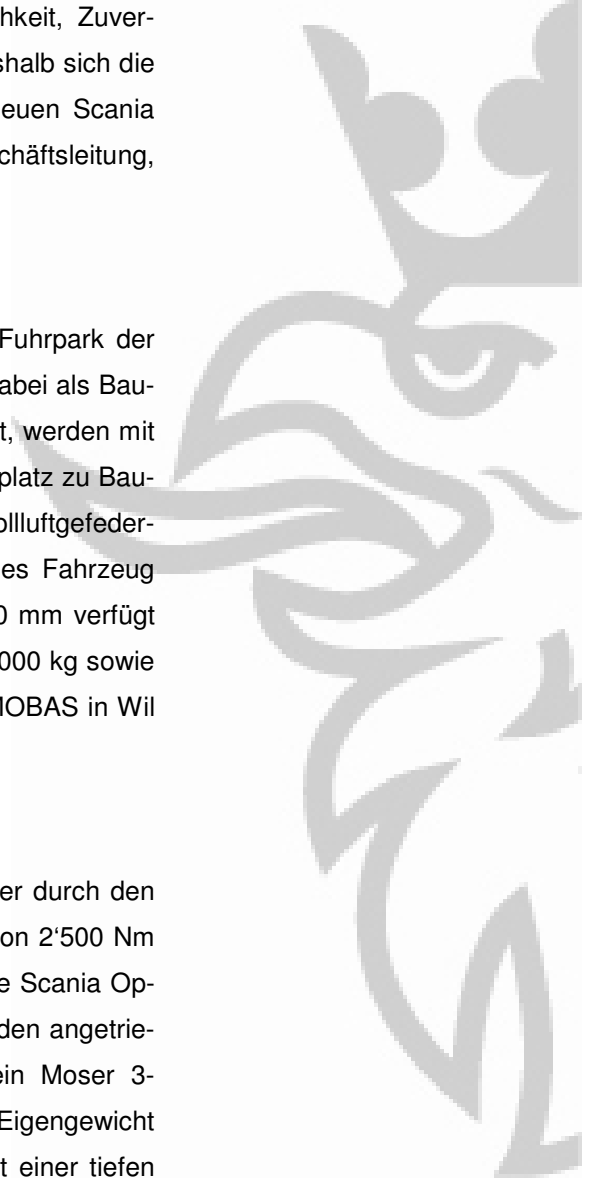 hkeit, Zuver-
shalb sich die
euen Scania
chäftsleitung,
Fuhrpark der
abei als Bau-
t, werden mit
platz zu Bau-
ollluftgefeder-
es Fahrzeug
0 mm verfügt
000 kg sowie
MOBAS in Wil
er durch den
on 2‘500 Nm
e Scania Op-
den angetrie-
ein Moser 3-
Eigengewicht
t einer tiefen